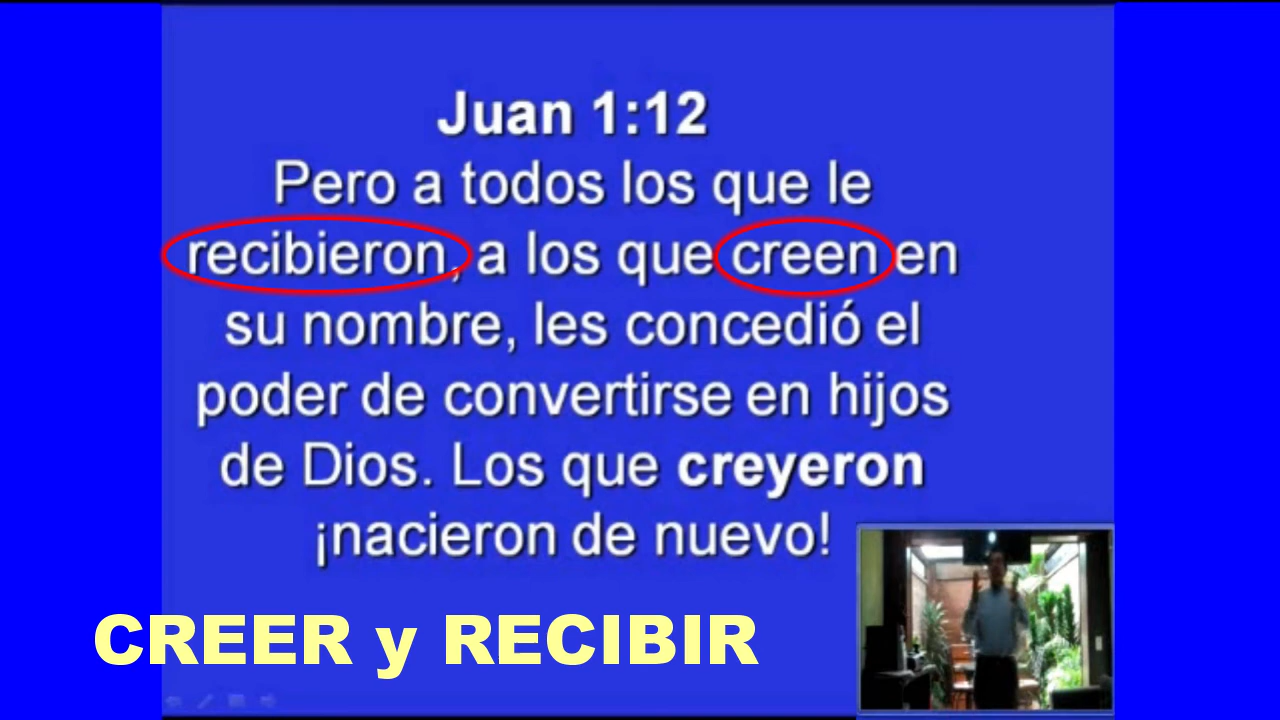 Juan 1:12
Pero a todos los que le
recibieron, a los que creen en
su nombre, les concedió el
poder de convertirse en hijos
de Dios. Los que creyeron
¡nacieron de nuevo!
CREER y RECIBIR